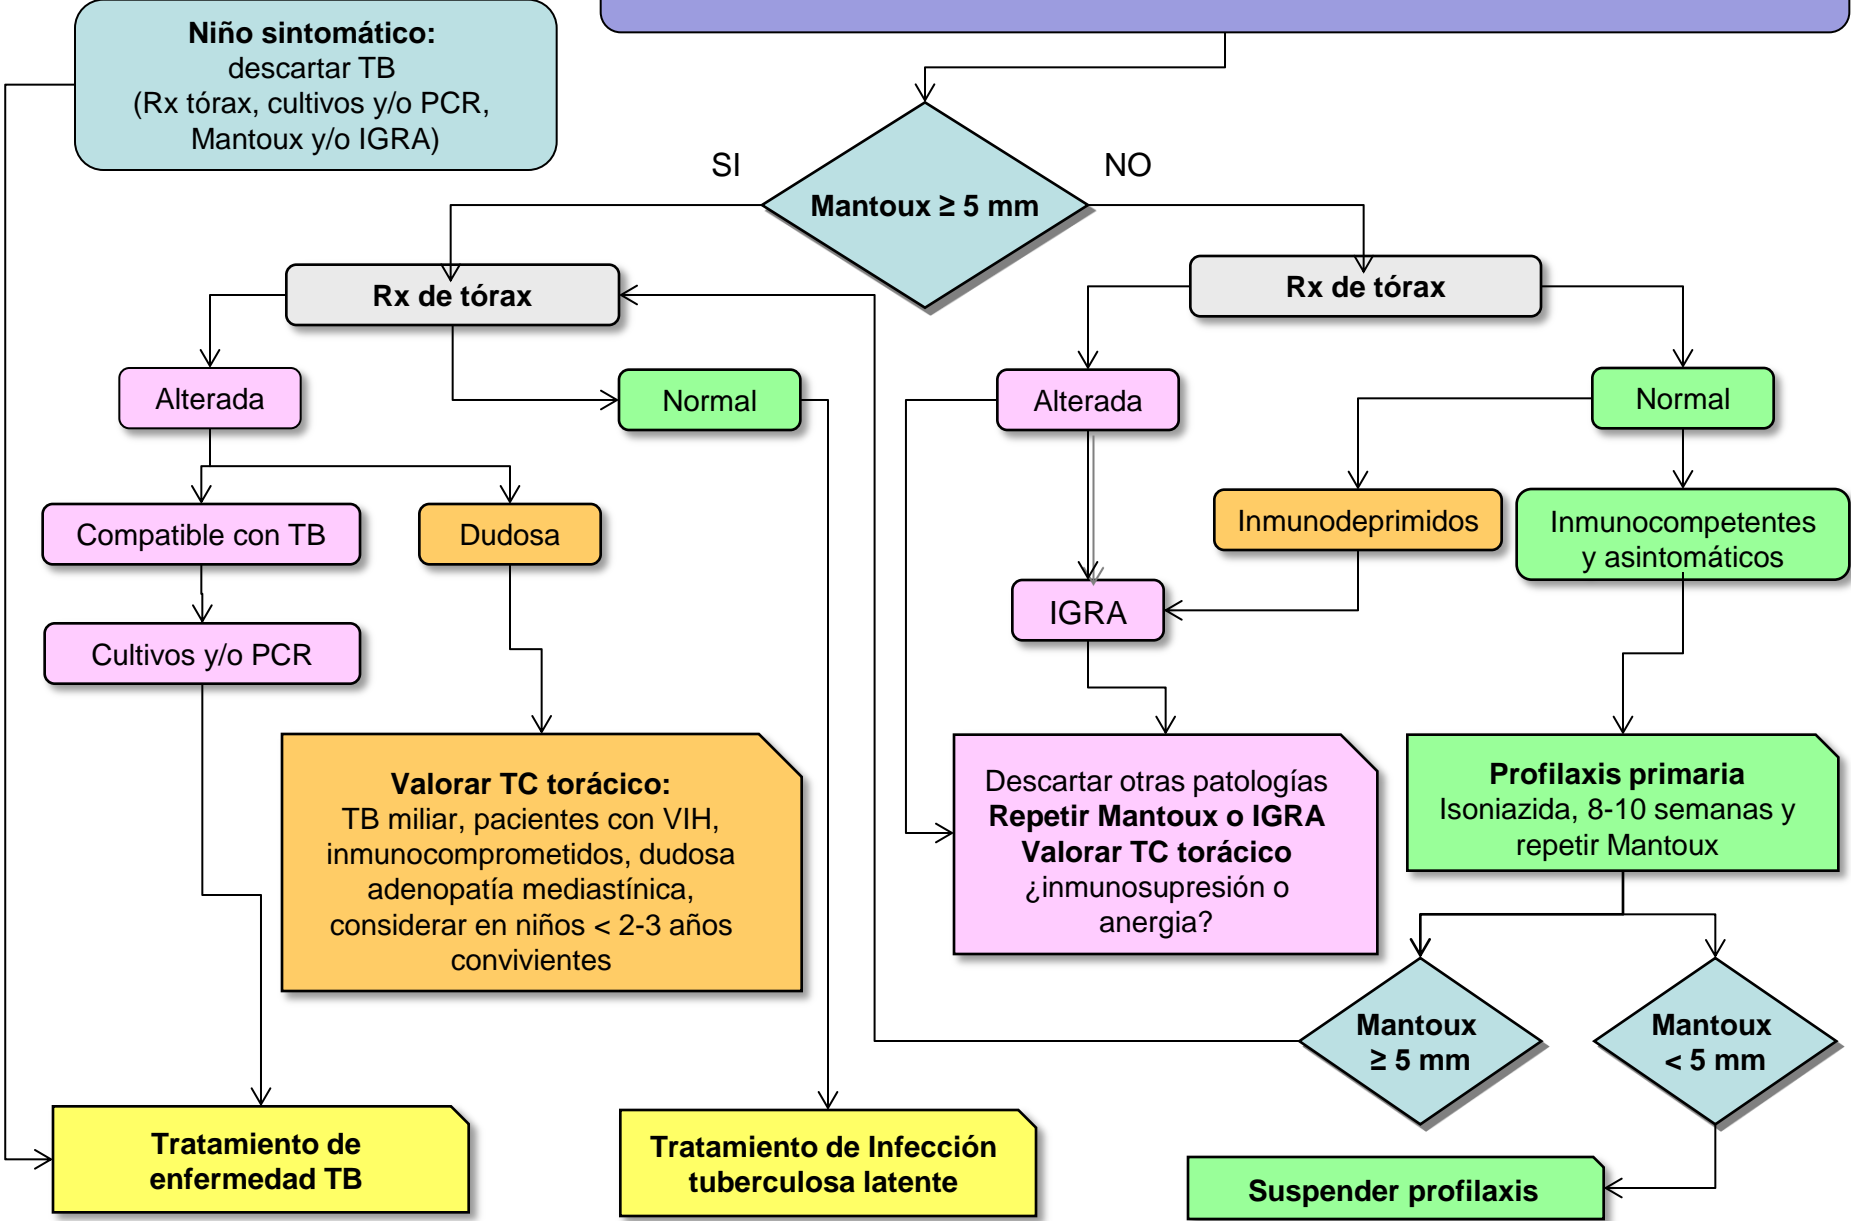 Niño sintomático:
descartar TB
(Rx tórax, cultivos y/o PCR,
Mantoux y/o IGRA)
SI
NO
Mantoux ≥ 5 mm
Rx de tórax
Rx de tórax
Alterada
Normal
Alterada
Normal
Compatible con TB
Dudosa
Inmunodeprimidos
Inmunocompetentes
y asintomáticos
IGRA
Cultivos y/o PCR
Valorar TC torácico:
TB miliar, pacientes con VIH,
inmunocomprometidos, dudosa
adenopatía mediastínica,
considerar en niños < 2-3 años
convivientes
Descartar otras patologías
Repetir Mantoux o IGRA
Valorar TC torácico
¿inmunosupresión o
anergia?
Profilaxis primaria
Isoniazida, 8-10 semanas y
repetir Mantoux
Mantoux
≥ 5 mm
Mantoux
< 5 mm
Tratamiento de
enfermedad TB
Tratamiento de Infección
tuberculosa latente
Suspender profilaxis